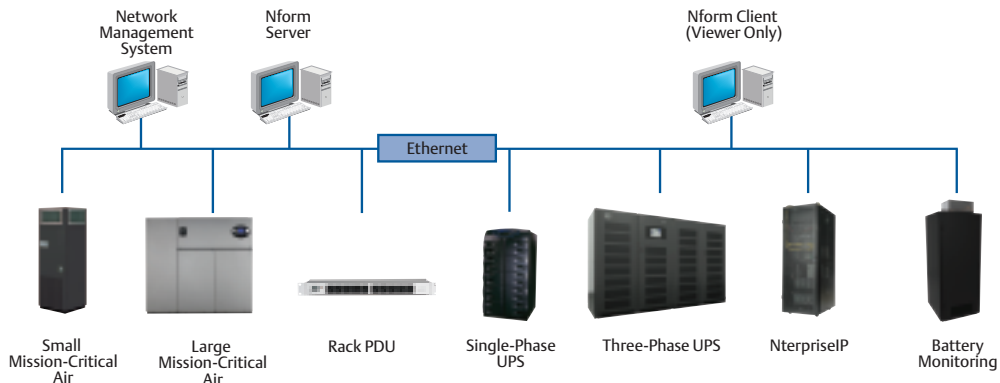 Network
Management
System
Nform
Server
Nform Client
(Viewer Only)
Ethernet
Small
Mission-Critical
Air
Large
Mission-Critical
Air
Rack PDU
Single-Phase
UPS
Three-Phase UPS
NterpriseIP
Battery
Monitoring